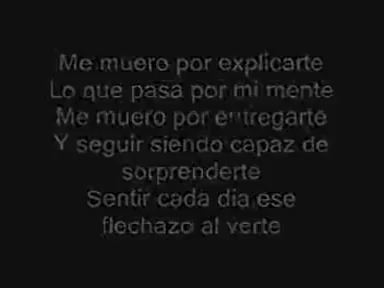 Me muero por explicarte
Lo que pasa por mi mente
Me muero por entregarte
Y seguir siendo capaz de
sorprenderte
Sentir cada día ese
flechazo al verte